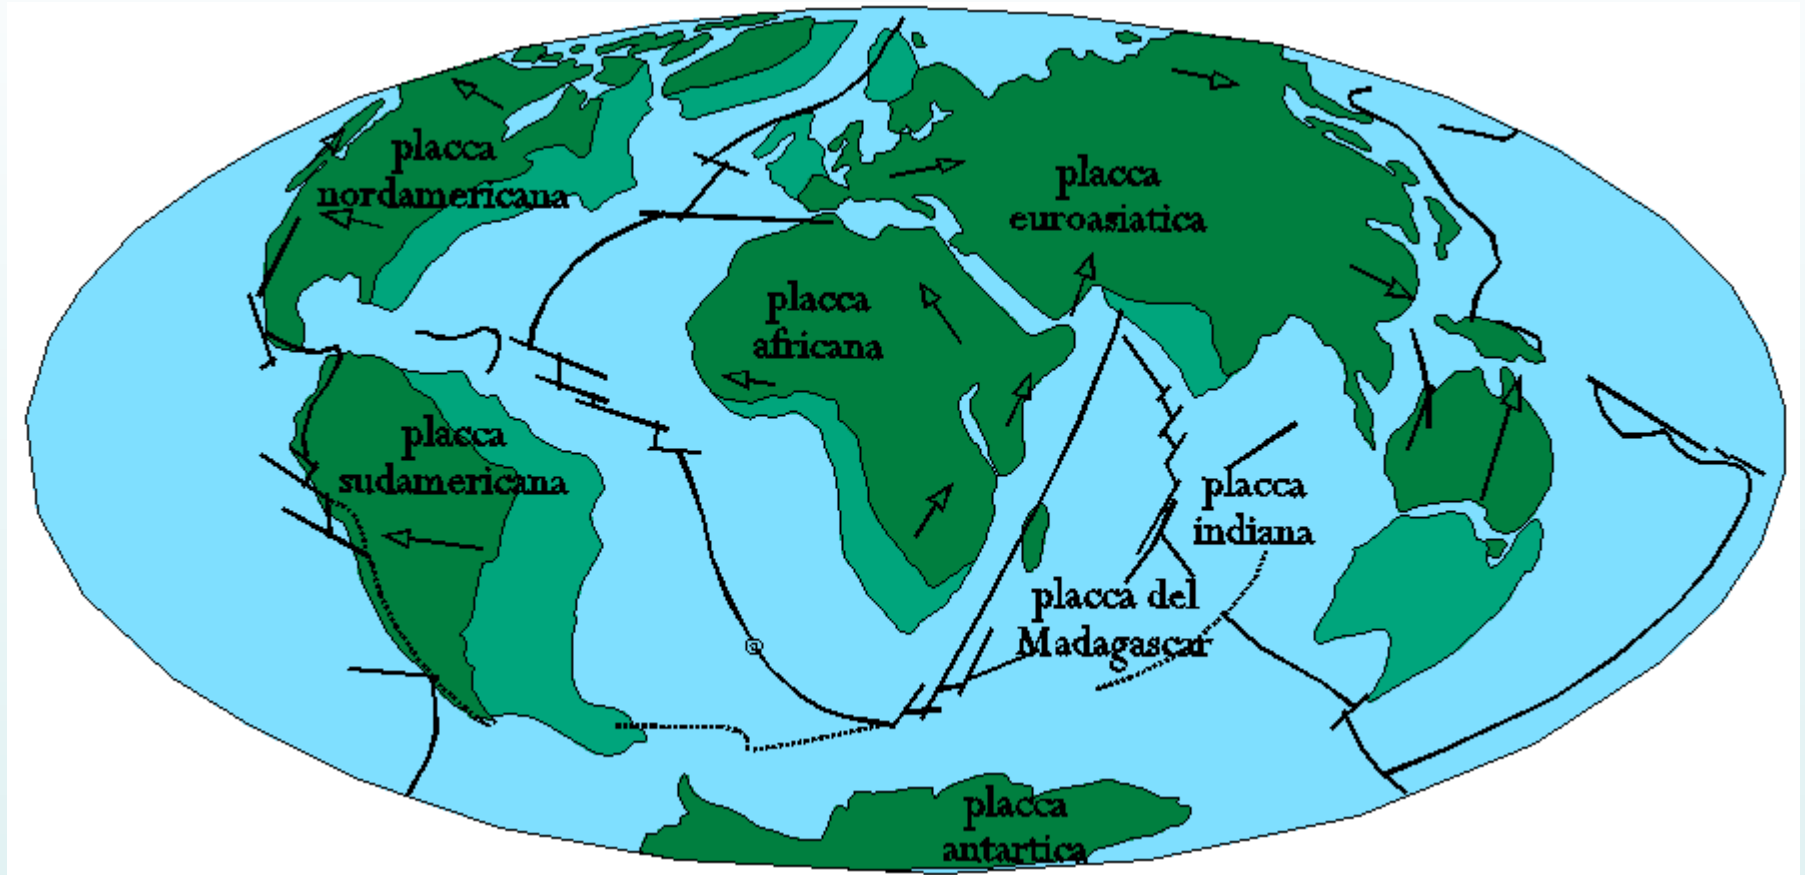 placca
nordamericana
placca
euroasiatica
placca
africana
placca
sudamericana
placca
indiana
placca del
Madagascar
@
placca
antartica